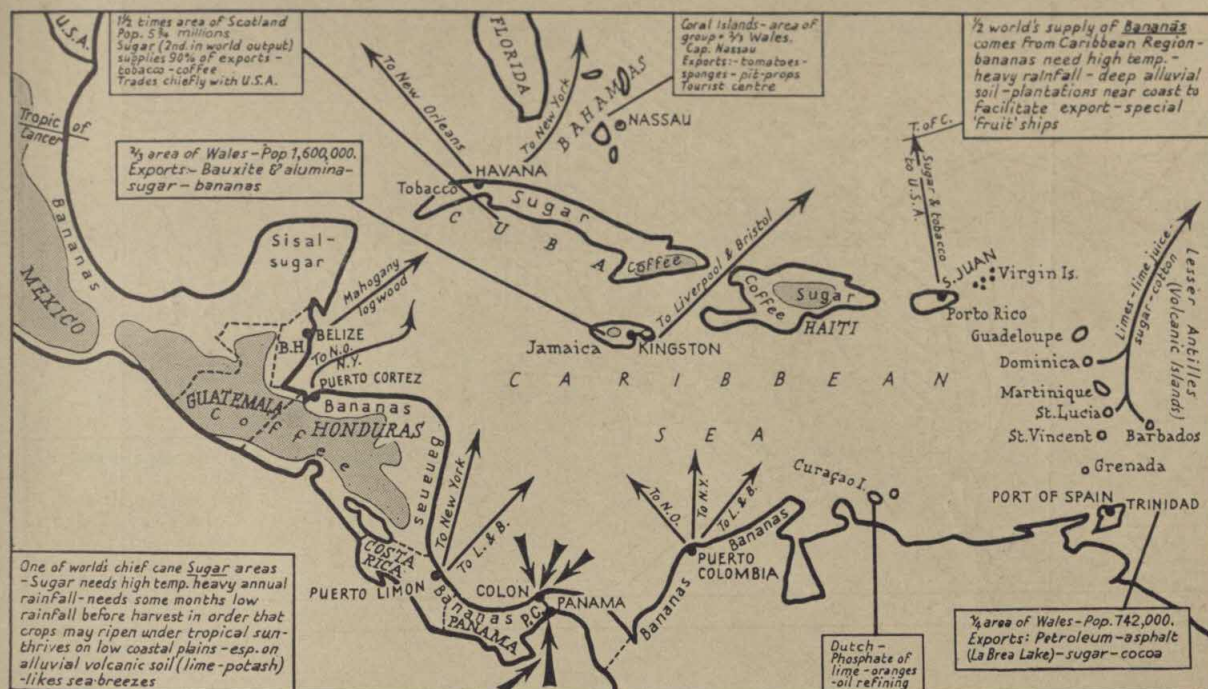 U.S.A.
1½ times area of Scotland
Pop. 5¾ millions
Sugar (2nd. in world output)
supplies 90% of exports -
tobacco - coffee
Trades chiefly with U.S.A.
FLORIDA
Coral Islands - area of
group = ⅔ Wales.
Cap. Nassau
Exports:- tomatoes -
sponges - pit-props
Tourist centre
½ world's supply of Bananas
comes from Caribbean Region -
bananas need high temp. -
heavy rainfall - deep alluvial
soil - plantations near coast to
facilitate export - special
'fruit' ships
Tropic of
Cancer
⅔ area of Wales - Pop 1,600,000.
Exports:- Bauxite & alumina -
sugar - bananas
To New Orleans
To New York
BAHAMAS
NASSAU
T. of C.
HAVANA
Tobacco
Sugar
CUBA
Coffee
Sugar & tobacco
to U.S.A.
Bananas
MEXICO
Sisal-
sugar
Mahogany
logwood
BELIZE
B.H.
To N.O.
N.Y.
PUERTO CORTEZ
To Liverpool & Bristol
Jamaica
KINGSTON
Coffee
Sugar
HAITI
S. JUAN
Virgin Is.
Porto Rico
Guadeloupe
Dominica
Martinique
St. Lucia
St. Vincent
Barbados
Grenada
Limes - lime juice -
sugar - cotton
Lesser Antilles
(Volcanic Islands)
CARIBBEAN
SEA
GUATEMALA
Coffee
HONDURAS
Bananas
Bananas
To New York
To L. & B.
COSTA
RICA
PUERTO LIMON
Bananas
PANAMA
COLON
P.C.
PANAMA
To N.O.
To N.Y.
To L. & B.
Bananas
PUERTO
COLOMBIA
Bananas
Curaçao I.
PORT OF SPAIN
TRINIDAD
One of world's chief cane Sugar areas
- Sugar needs high temp. heavy annual
rainfall - needs some months low
rainfall before harvest in order that
crops may ripen under tropical sun -
thrives on low coastal plains - esp. on
alluvial volcanic soil (lime - potash)
- likes sea-breezes
Dutch -
Phosphate of
lime - oranges
- oil refining
¼ area of Wales - Pop. 742,000.
Exports: Petroleum - asphalt
(La Brea Lake) - sugar - cocoa